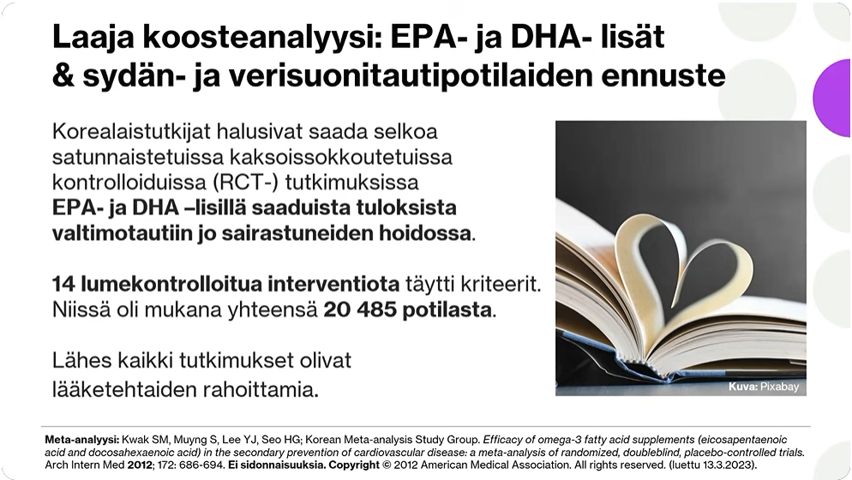 Laaja koosteanalyysi: EPA- ja DHA- lisät
& sydän- ja verisuonitautipotilaiden ennuste
Korealaistutkijat halusivat saada selkoa
satunnaistetuissa kaksoissokkoutetuissa
kontrolloiduissa (RCT-) tutkimuksissa
EPA- ja DHA –lisillä saaduista tuloksista
valtimotautiin jo sairastuneiden hoidossa.
14 lumekontrolloitua interventiota täytti kriteerit.
Niissä oli mukana yhteensä 20 485 potilasta.
Lähes kaikki tutkimukset olivat
lääketehtaiden rahoittamia.
Kuva: Pixabay
Meta-analyysi: Kwak SM, Muyng S, Lee YJ, Seo HG; Korean Meta-analysis Study Group. Efficacy of omega-3 fatty acid supplements (eicosapentaenoic
acid and docosahexaenoic acid) in the secondary prevention of cardiovascular disease: a meta-analysis of randomized, doubleblind, placebo-controlled trials.
Arch Intern Med 2012; 172: 686-694. Ei sidonnaisuuksia. Copyright © 2012 American Medical Association. All rights reserved. (luettu 13.3.2023).